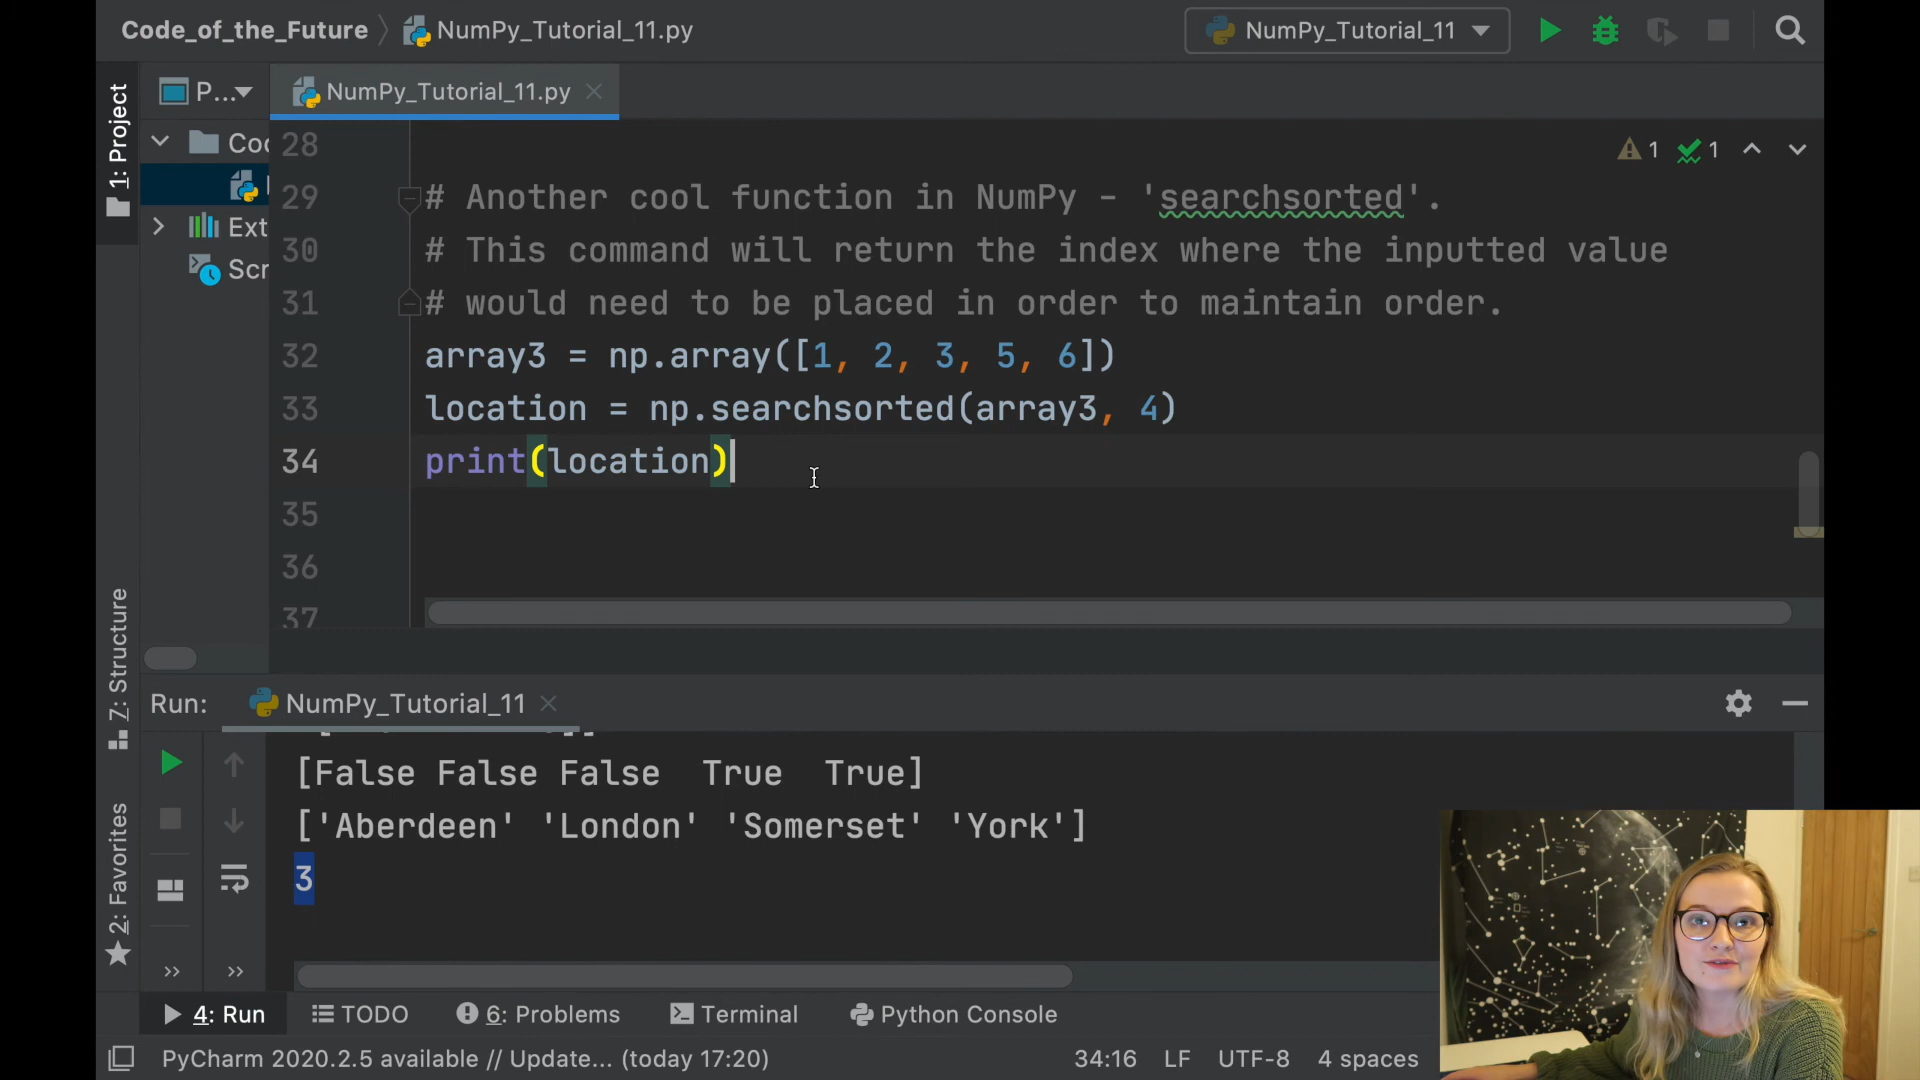 Code_of_the_Future
NumPy_Tutorial_11.py
NumPy_Tutorial_11
1: Project
P...
NumPy_Tutorial_11.py
Ext
Scr
28
1
1
29 # Another cool function in NumPy - 'searchsorted'.
30 # This command will return the index where the inputted value
31 # would need to be placed in order to maintain order.
32 array3 = np.array([1, 2, 3, 5, 6])
33 location = np.searchsorted(array3, 4)
34 print(location)
35
36
37
7: Structure
2: Favorites
Run:
NumPy_Tutorial_11
[False False False  True  True]
['Aberdeen' 'London' 'Somerset' 'York']
3
4: Run
TODO
6: Problems
Terminal
Python Console
PyCharm 2020.2.5 available // Update... (today 17:20)
34:16
LF
UTF-8
4 spaces